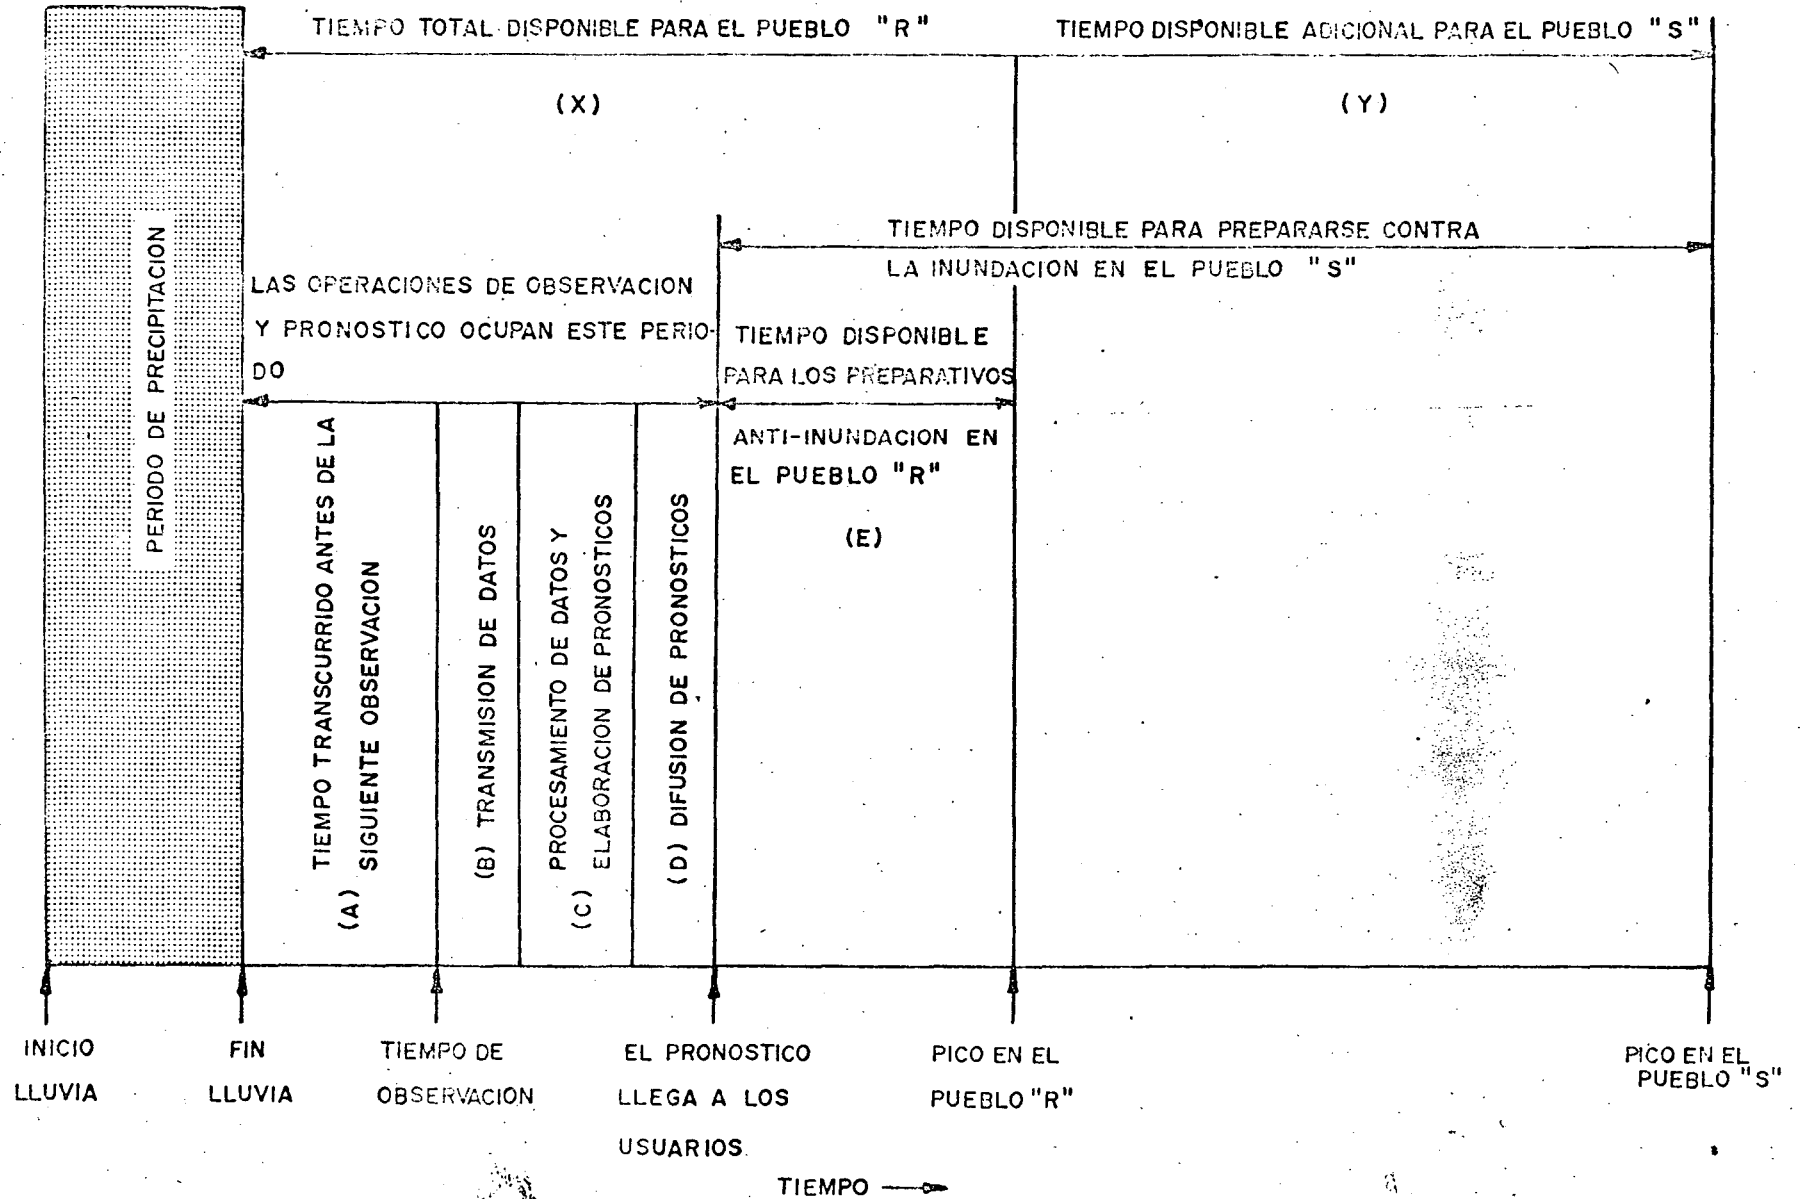 TIEMPO TOTAL DISPONIBLE PARA EL PUEBLO "R"
TIEMPO DISPONIBLE ADICIONAL PARA EL PUEBLO "S"
(X)
(Y)
PERIODO DE PRECIPITACION
TIEMPO DISPONIBLE PARA PREPARARSE CONTRA
LA INUNDACION EN EL PUEBLO "S"
LAS OPERACIONES DE OBSERVACION
Y PRONOSTICO OCUPAN ESTE PERIO-
DO
TIEMPO DISPONIBLE
PARA LOS PREPARATIVOS
ANTI-INUNDACION EN
EL PUEBLO "R"
(E)
(A) TIEMPO TRANSCURRIDO ANTES DE LA
SIGUIENTE OBSERVACION
(B) TRANSMISION DE DATOS
(C) PROCESAMIENTO DE DATOS Y
ELABORACION DE PRONOSTICOS
(D) DIFUSION DE PRONOSTICOS
INICIO
LLUVIA
FIN
LLUVIA
TIEMPO DE
OBSERVACION
EL PRONOSTICO
LLEGA A LOS
USUARIOS
PICO EN EL
PUEBLO "R"
PICO EN EL
PUEBLO "S"
TIEMPO